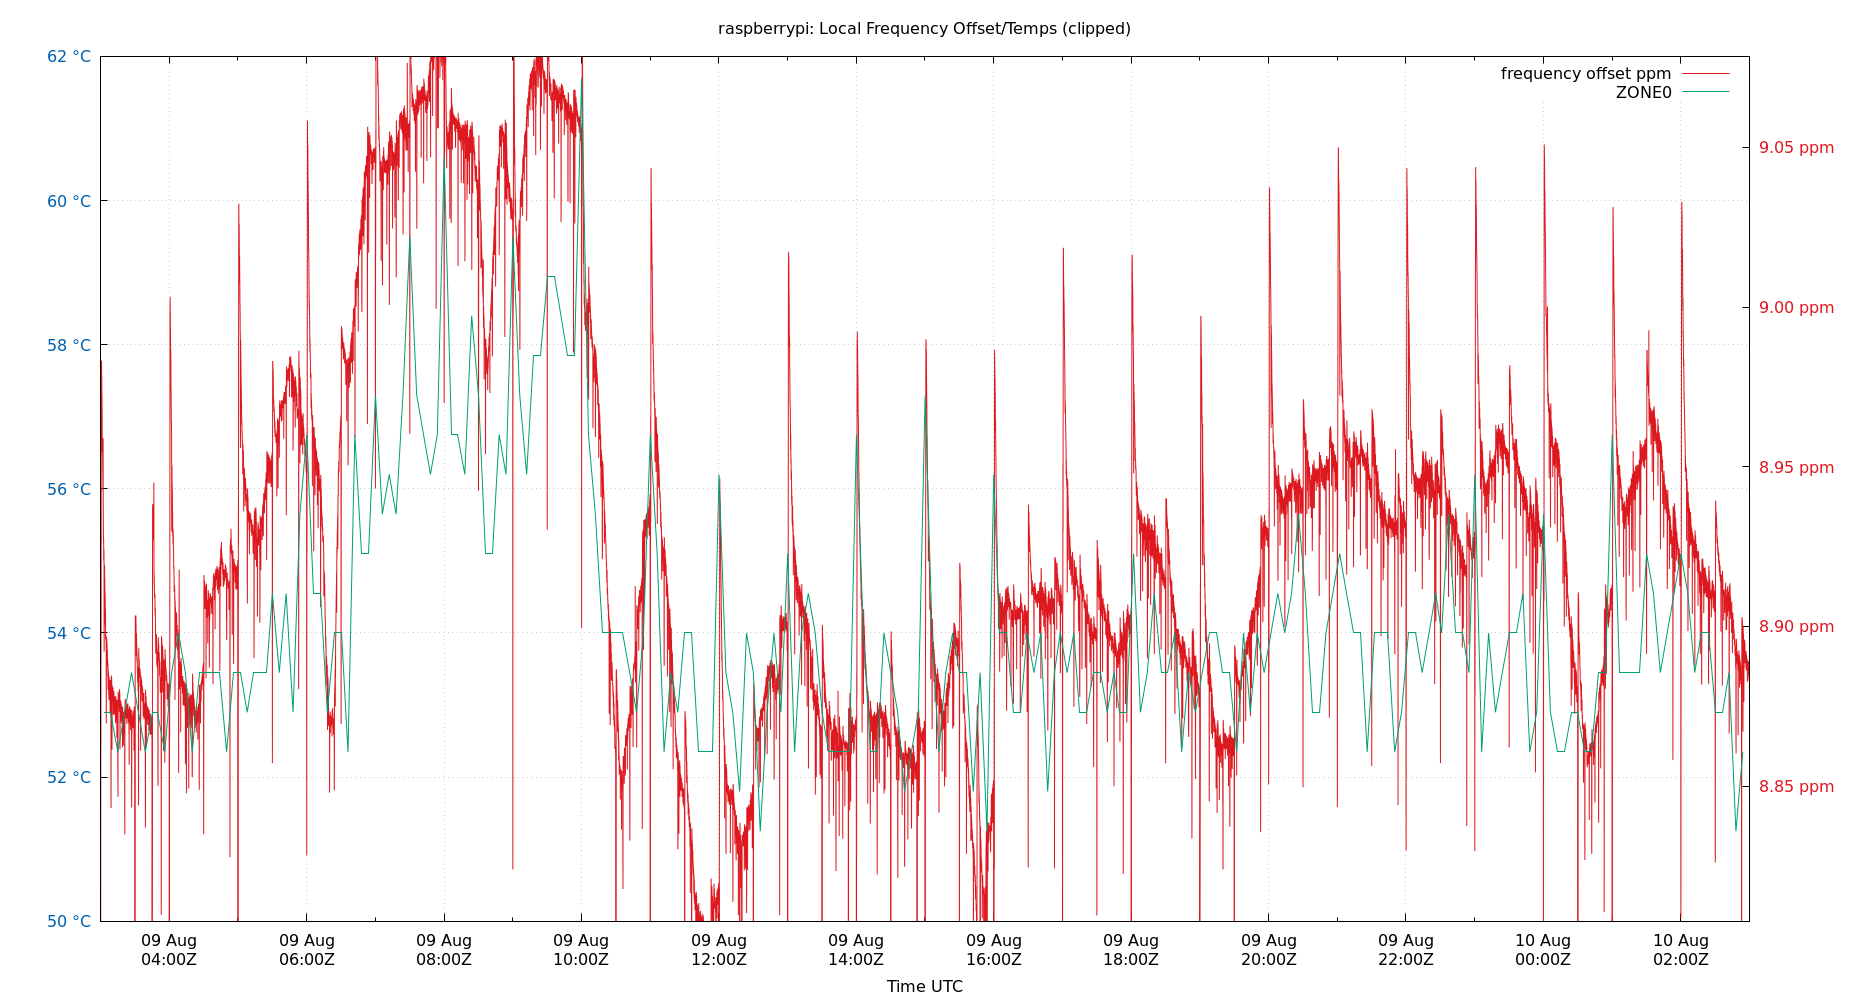 raspberrypi: Local Frequency Offset/Temps (clipped)
frequency offset ppm
ZONE0
62 °C
60 °C
58 °C
56 °C
54 °C
52 °C
50 °C
9.05 ppm
9.00 ppm
8.95 ppm
8.90 ppm
8.85 ppm
09 Aug 09 Aug 09 Aug 09 Aug 09 Aug 09 Aug 09 Aug 09 Aug 09 Aug 09 Aug 10 Aug 10 Aug
04:00Z 06:00Z 08:00Z 10:00Z 12:00Z 14:00Z 16:00Z 18:00Z 20:00Z 22:00Z 00:00Z 02:00Z
Time UTC